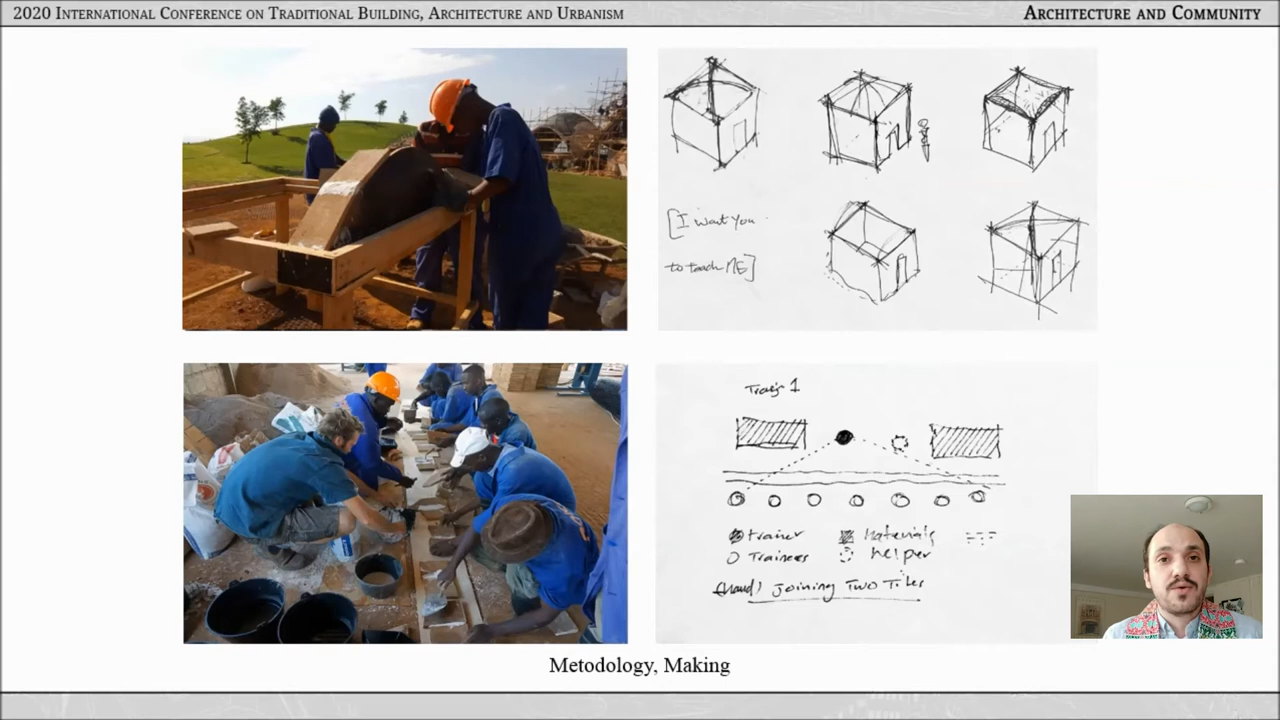 2020 International Conference on Traditional Building, Architecture and Urbanism
Architecture and Community
[I want you
to teach ME]
1
trainer
Materials
Trainees
helper
joining Two Tiles
Metodology, Making